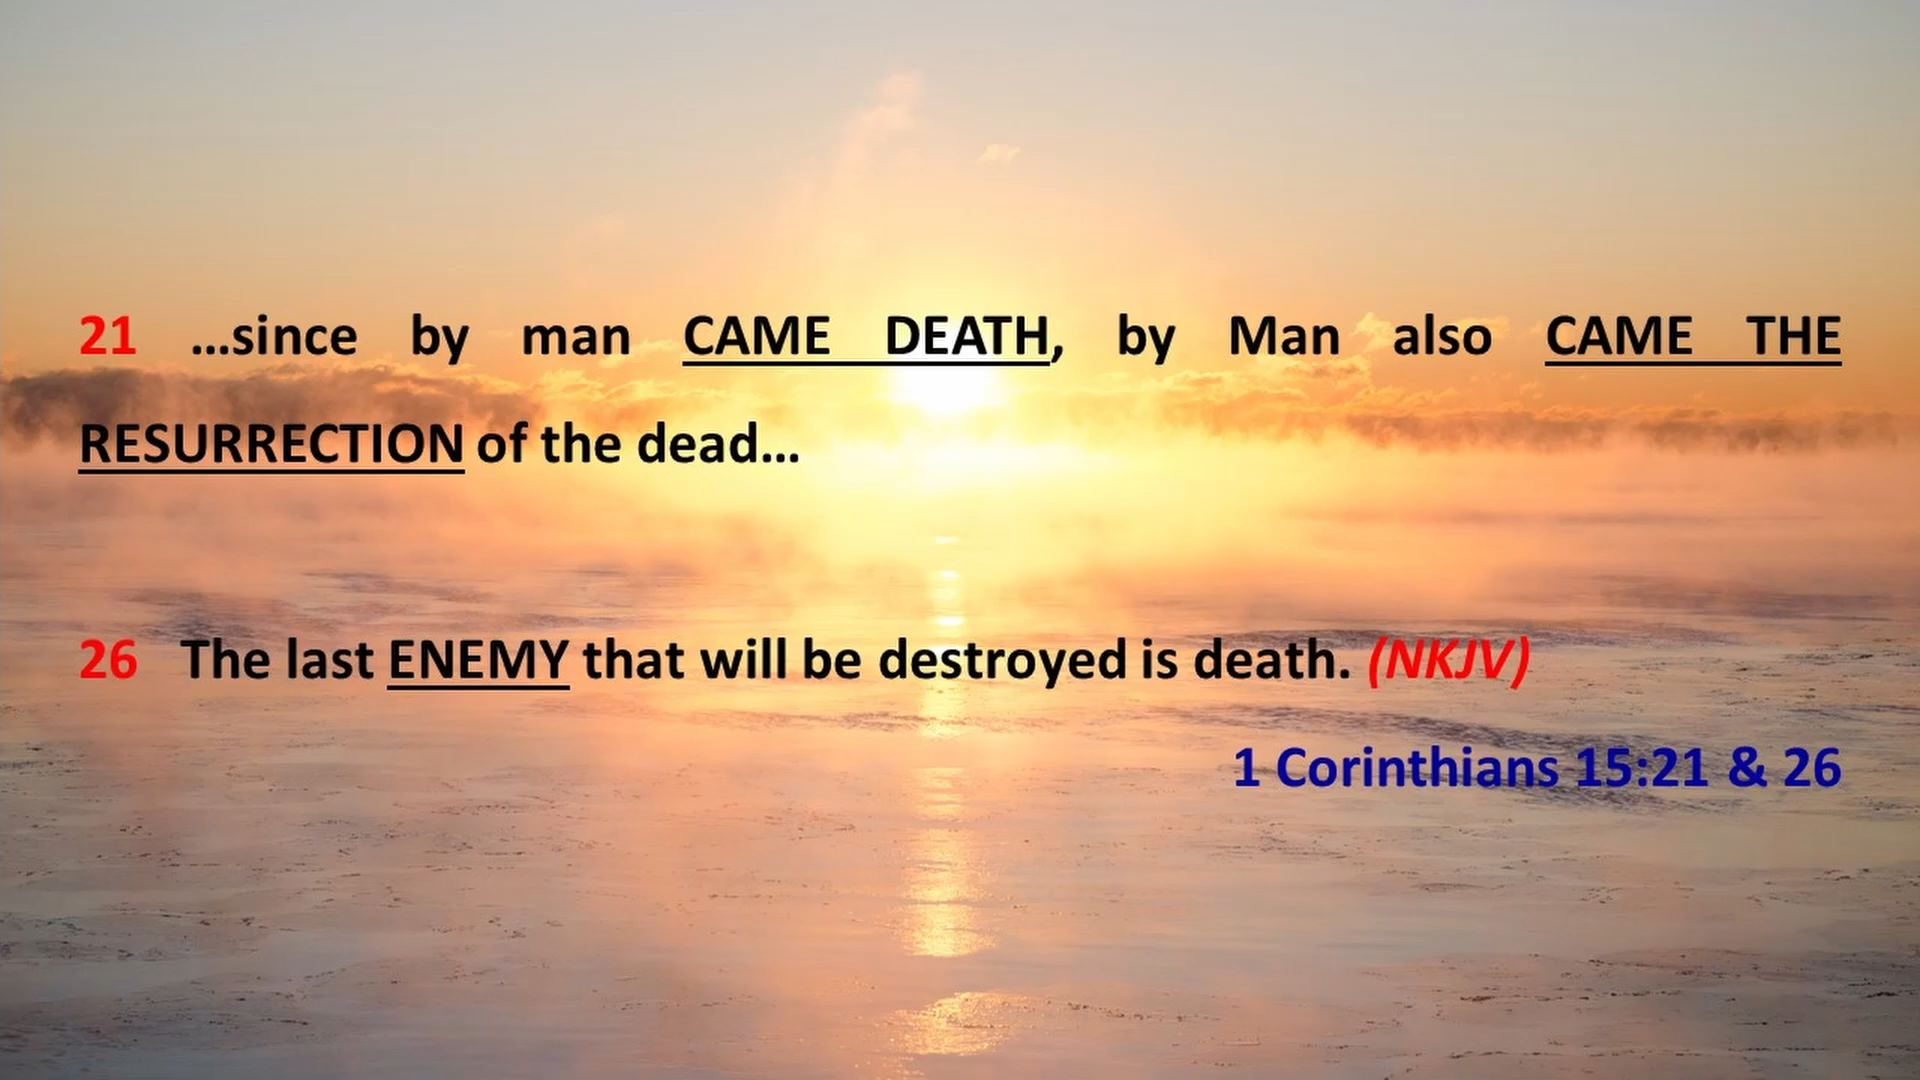 21 …since by man CAME DEATH, by Man also CAME THE
RESURRECTION of the dead…
26 The last ENEMY that will be destroyed is death. (NKJV)
1 Corinthians 15:21 & 26